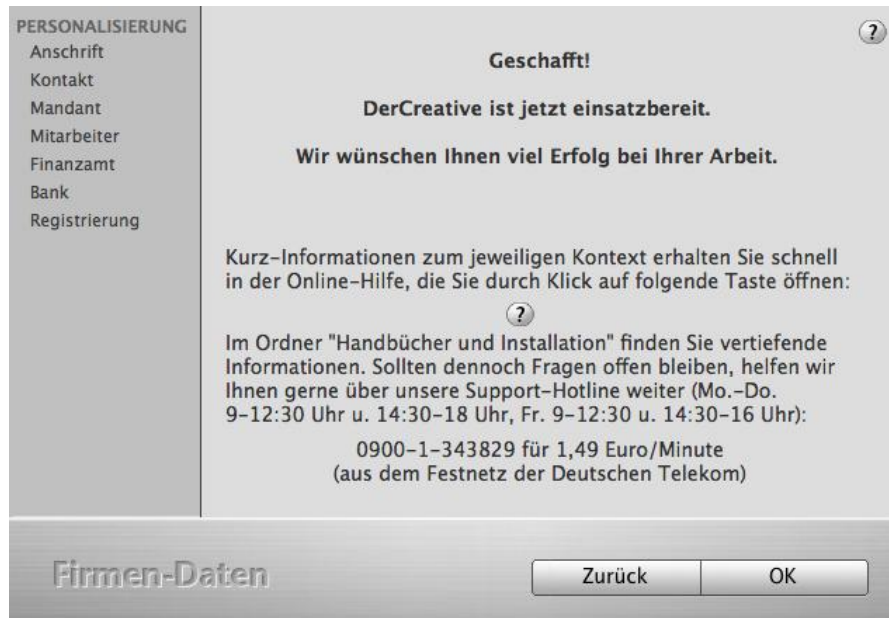 PERSONALISIERUNG
Anschrift
Kontakt
Mandant
Mitarbeiter
Finanzamt
Bank
Registrierung
?
Geschafft!
DerCreative ist jetzt einsatzbereit.
Wir wünschen Ihnen viel Erfolg bei Ihrer Arbeit.
Kurz-Informationen zum jeweiligen Kontext erhalten Sie schnell
in der Online-Hilfe, die Sie durch Klick auf folgende Taste öffnen:
?
Im Ordner "Handbücher und Installation" finden Sie vertiefende
Informationen. Sollten dennoch Fragen offen bleiben, helfen wir
Ihnen gerne über unsere Support-Hotline weiter (Mo.-Do.
9-12:30 Uhr u. 14:30-18 Uhr, Fr. 9-12:30 u. 14:30-16 Uhr):
0900-1-343829 für 1,49 Euro/Minute
(aus dem Festnetz der Deutschen Telekom)
Firmen-Daten
Zurück
OK